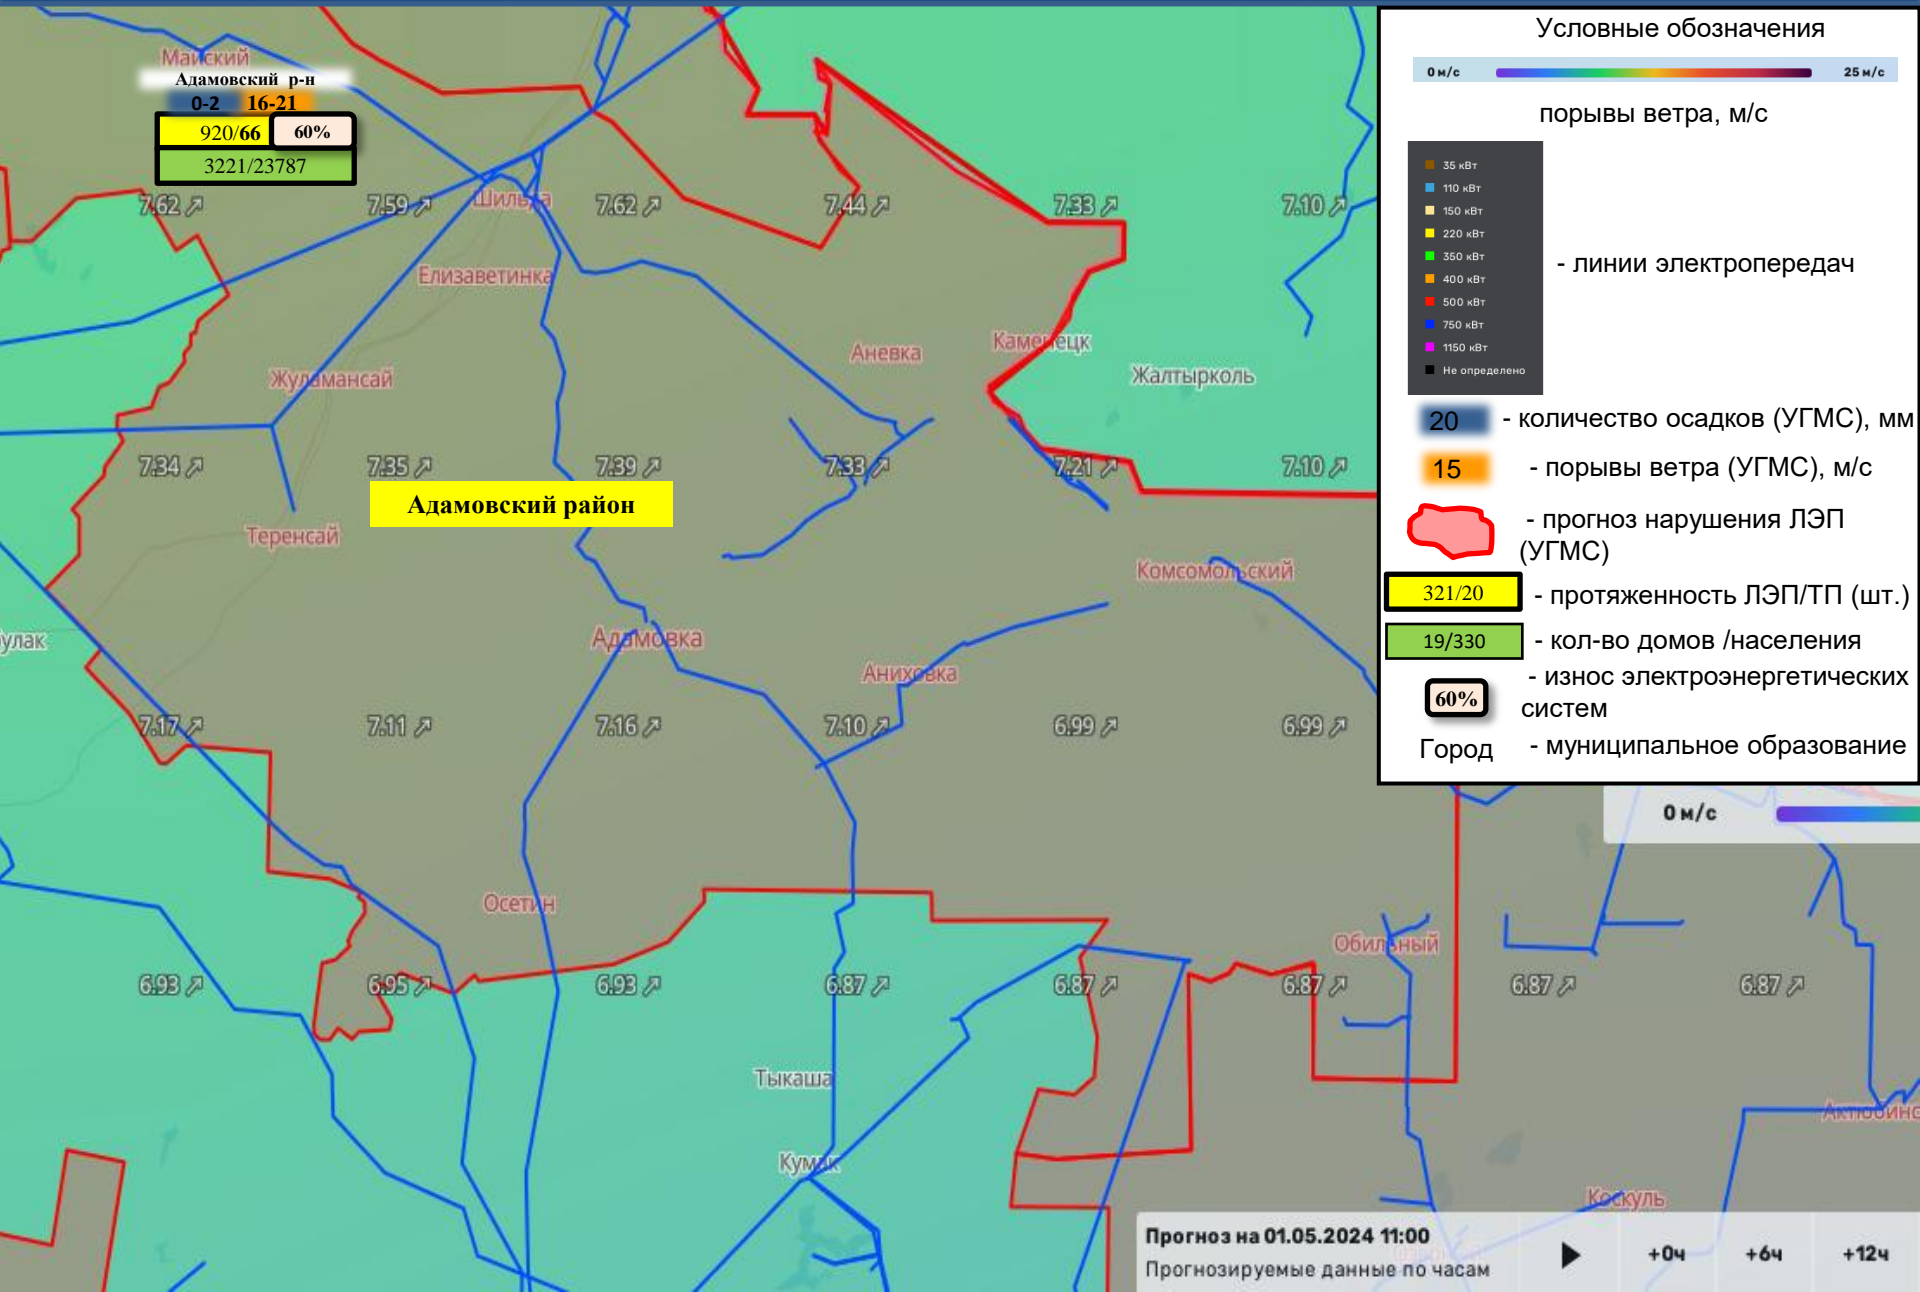 Майский
Адамовский р-н
0-2 16-21
920/66 60%
3221/23787
7.62 7.59 Шильда 7.62 7.44 7.33 7.10
Елизаветинка
Аневка
Каменецк
Жалтырколь
Жуламансай
7.34 7.35 7.39 7.33 7.21 7.10
Адамовский район
Теренсай
Комсомольский
улак
Адамовка
Аниховка
7.17 7.11 7.16 7.10 6.99 6.99
Осетин
Обильный
6.93 6.95 6.93 6.87 6.87 6.87 6.87 6.87
Тыкаша
Кумак
Актюбинс
Коскуль
Условные обозначения
0 м/с 25 м/с
порывы ветра, м/с
35 кВт
110 кВт
150 кВт
220 кВт
350 кВт
400 кВт
500 кВт
750 кВт
1150 кВт
Не определено
- линии электропередач
20 - количество осадков (УГМС), мм
15 - порывы ветра (УГМС), м/с
- прогноз нарушения ЛЭП
(УГМС)
321/20 - протяженность ЛЭП/ТП (шт.)
19/330 - кол-во домов /населения
60% - износ электроэнергетических
систем
Город - муниципальное образование
0 м/с
Прогноз на 01.05.2024 11:00
Прогнозируемые данные по часам
+0ч +6ч +12ч